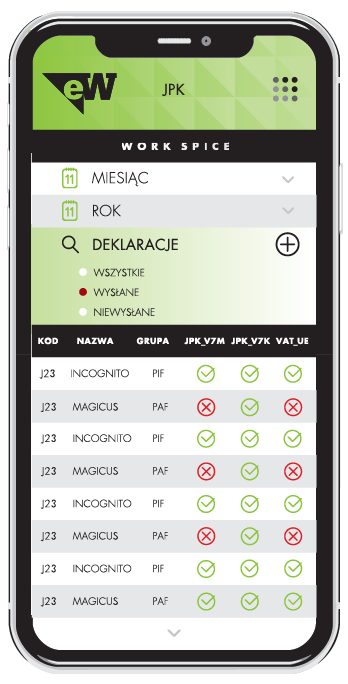 eW
JPK
WORK SPICE
11 MIESIĄC
11 ROK
DEKLARACJE
WSZYSTKIE
WYSŁANE
NIEWYSŁANE
KOD NAZWA GRUPA JPK_V7M JPK_V7K VAT_UE
J23 INCOGNITO PIF
J23 MAGICUS PAF
J23 INCOGNITO PIF
J23 MAGICUS PAF
J23 INCOGNITO PIF
J23 MAGICUS PAF
J23 INCOGNITO PIF
J23 MAGICUS PAF